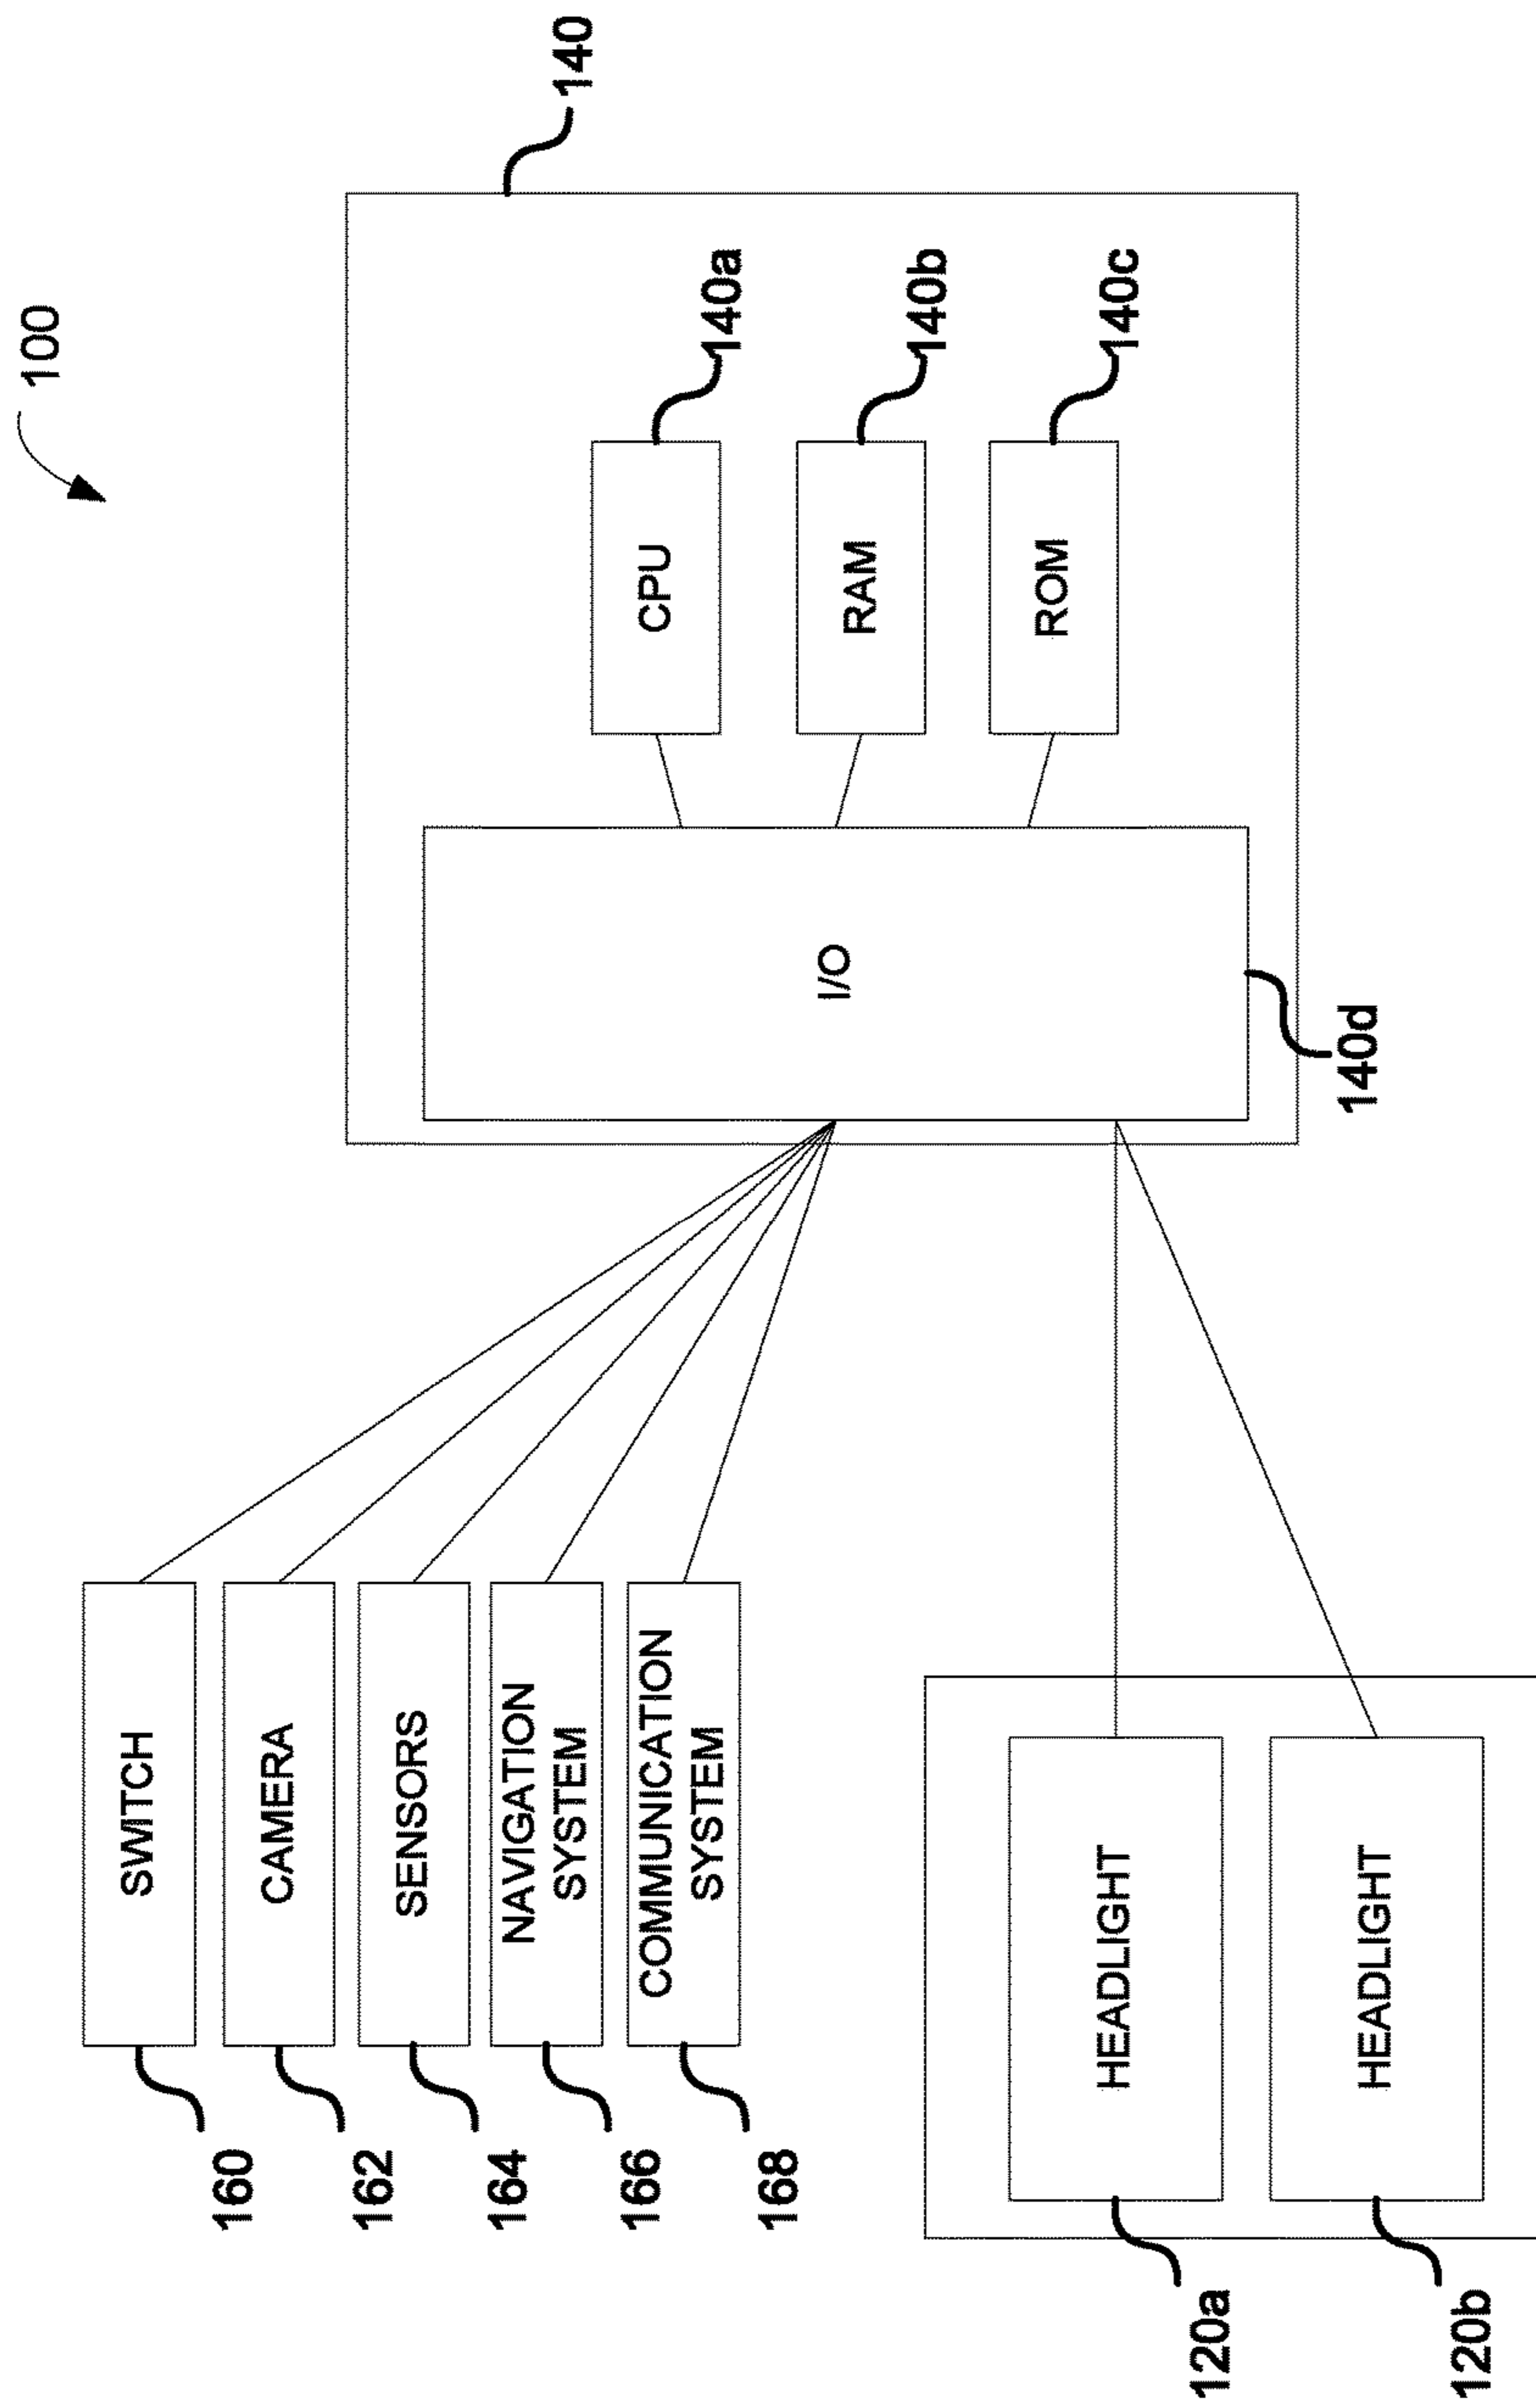 100
SWITCH
CAMERA
SENSORS
NAVIGATION
SYSTEM
COMMUNICATION
SYSTEM
160
162
164
166
168
HEADLIGHT
HEADLIGHT
120a
120b
I/O
140d
CPU
RAM
ROM
140a
140b
140c
140